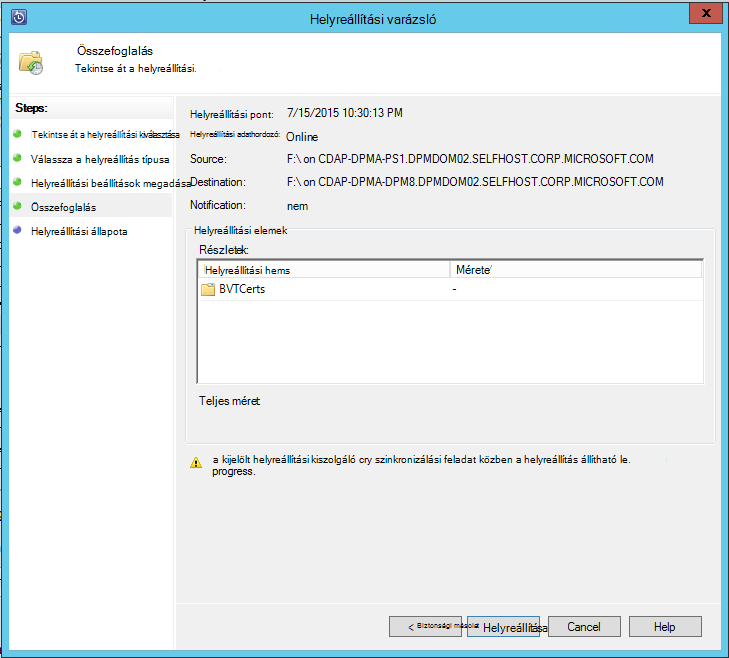 Helyreállítási varázsló
x
Összefoglalás
Tekintse át a helyreállítási.
Steps:
Tekintse át a helyreállítási kiválasztása
Válassza a helyreállítás típusa
Helyreállítási beállítások megadása
Összefoglalás
Helyreállítási állapota
Helyreállítási pont: 7/15/2015 10:30:13 PM
Helyreállítási adathordozó: Online
Source: F:\ on CDAP-DPMA-PS1.DPMDOM02.SELFHOST.CORP.MICROSOFT.COM
Destination: F:\ on CDAP-DPMA-DPM8.DPMDOM02.SELFHOST.CORP.MICROSOFT.COM
Notification: nem
Helyreállítási elemek
Részletek:
Helyreállítási hems Mérete
BVTCerts -
Teljes méret
a kijelölt helyreállítási kiszolgáló cry szinkronizálási feladat közben a helyreállítás állítható le.
progress.
< Biztonsági másolat Helyreállítása Cancel Help